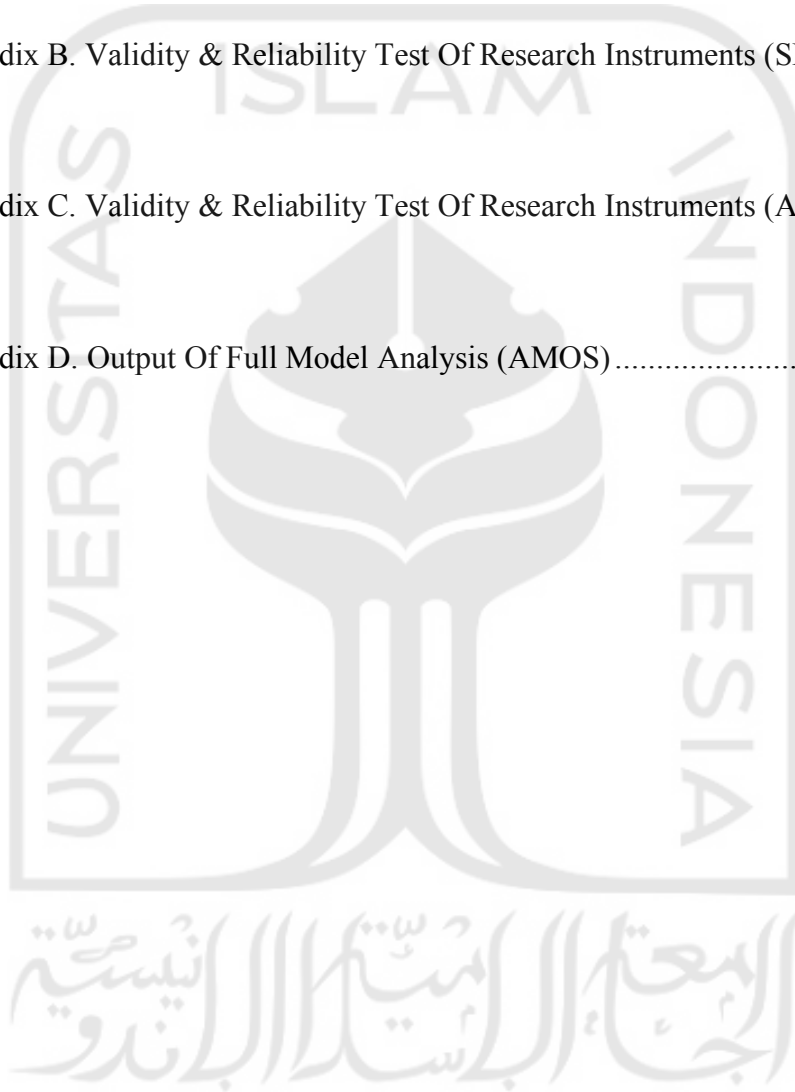 dix B. Validity & Reliability Test Of Research Instruments (S
dix C. Validity & Reliability Test Of Research Instruments (A
dix D. Output Of Full Model Analysis (AMOS)......................
ISLAM
UNIVERSITAS
INDONESIA